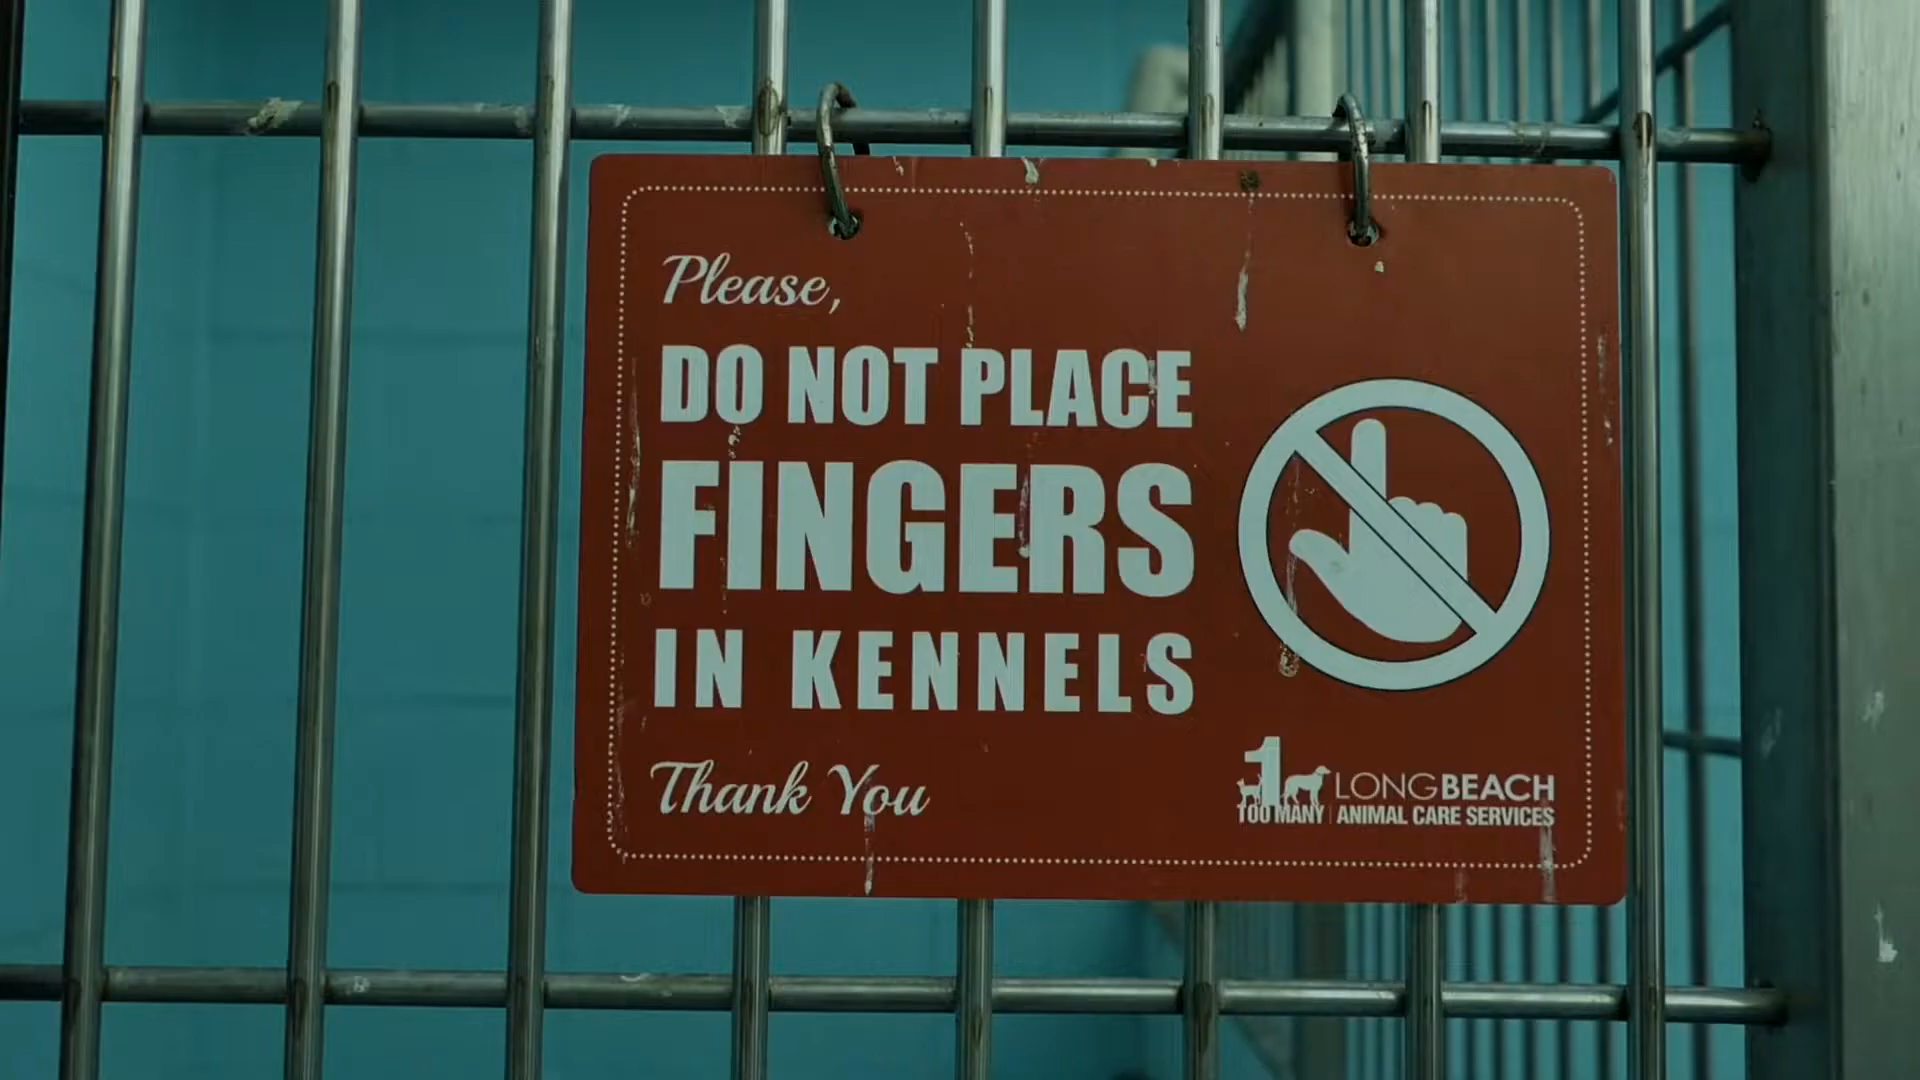 Please,
DO NOT PLACE
FINGERS
IN KENNELS
Thank You
1
TOO MANY
LONGBEACH
ANIMAL CARE SERVICES